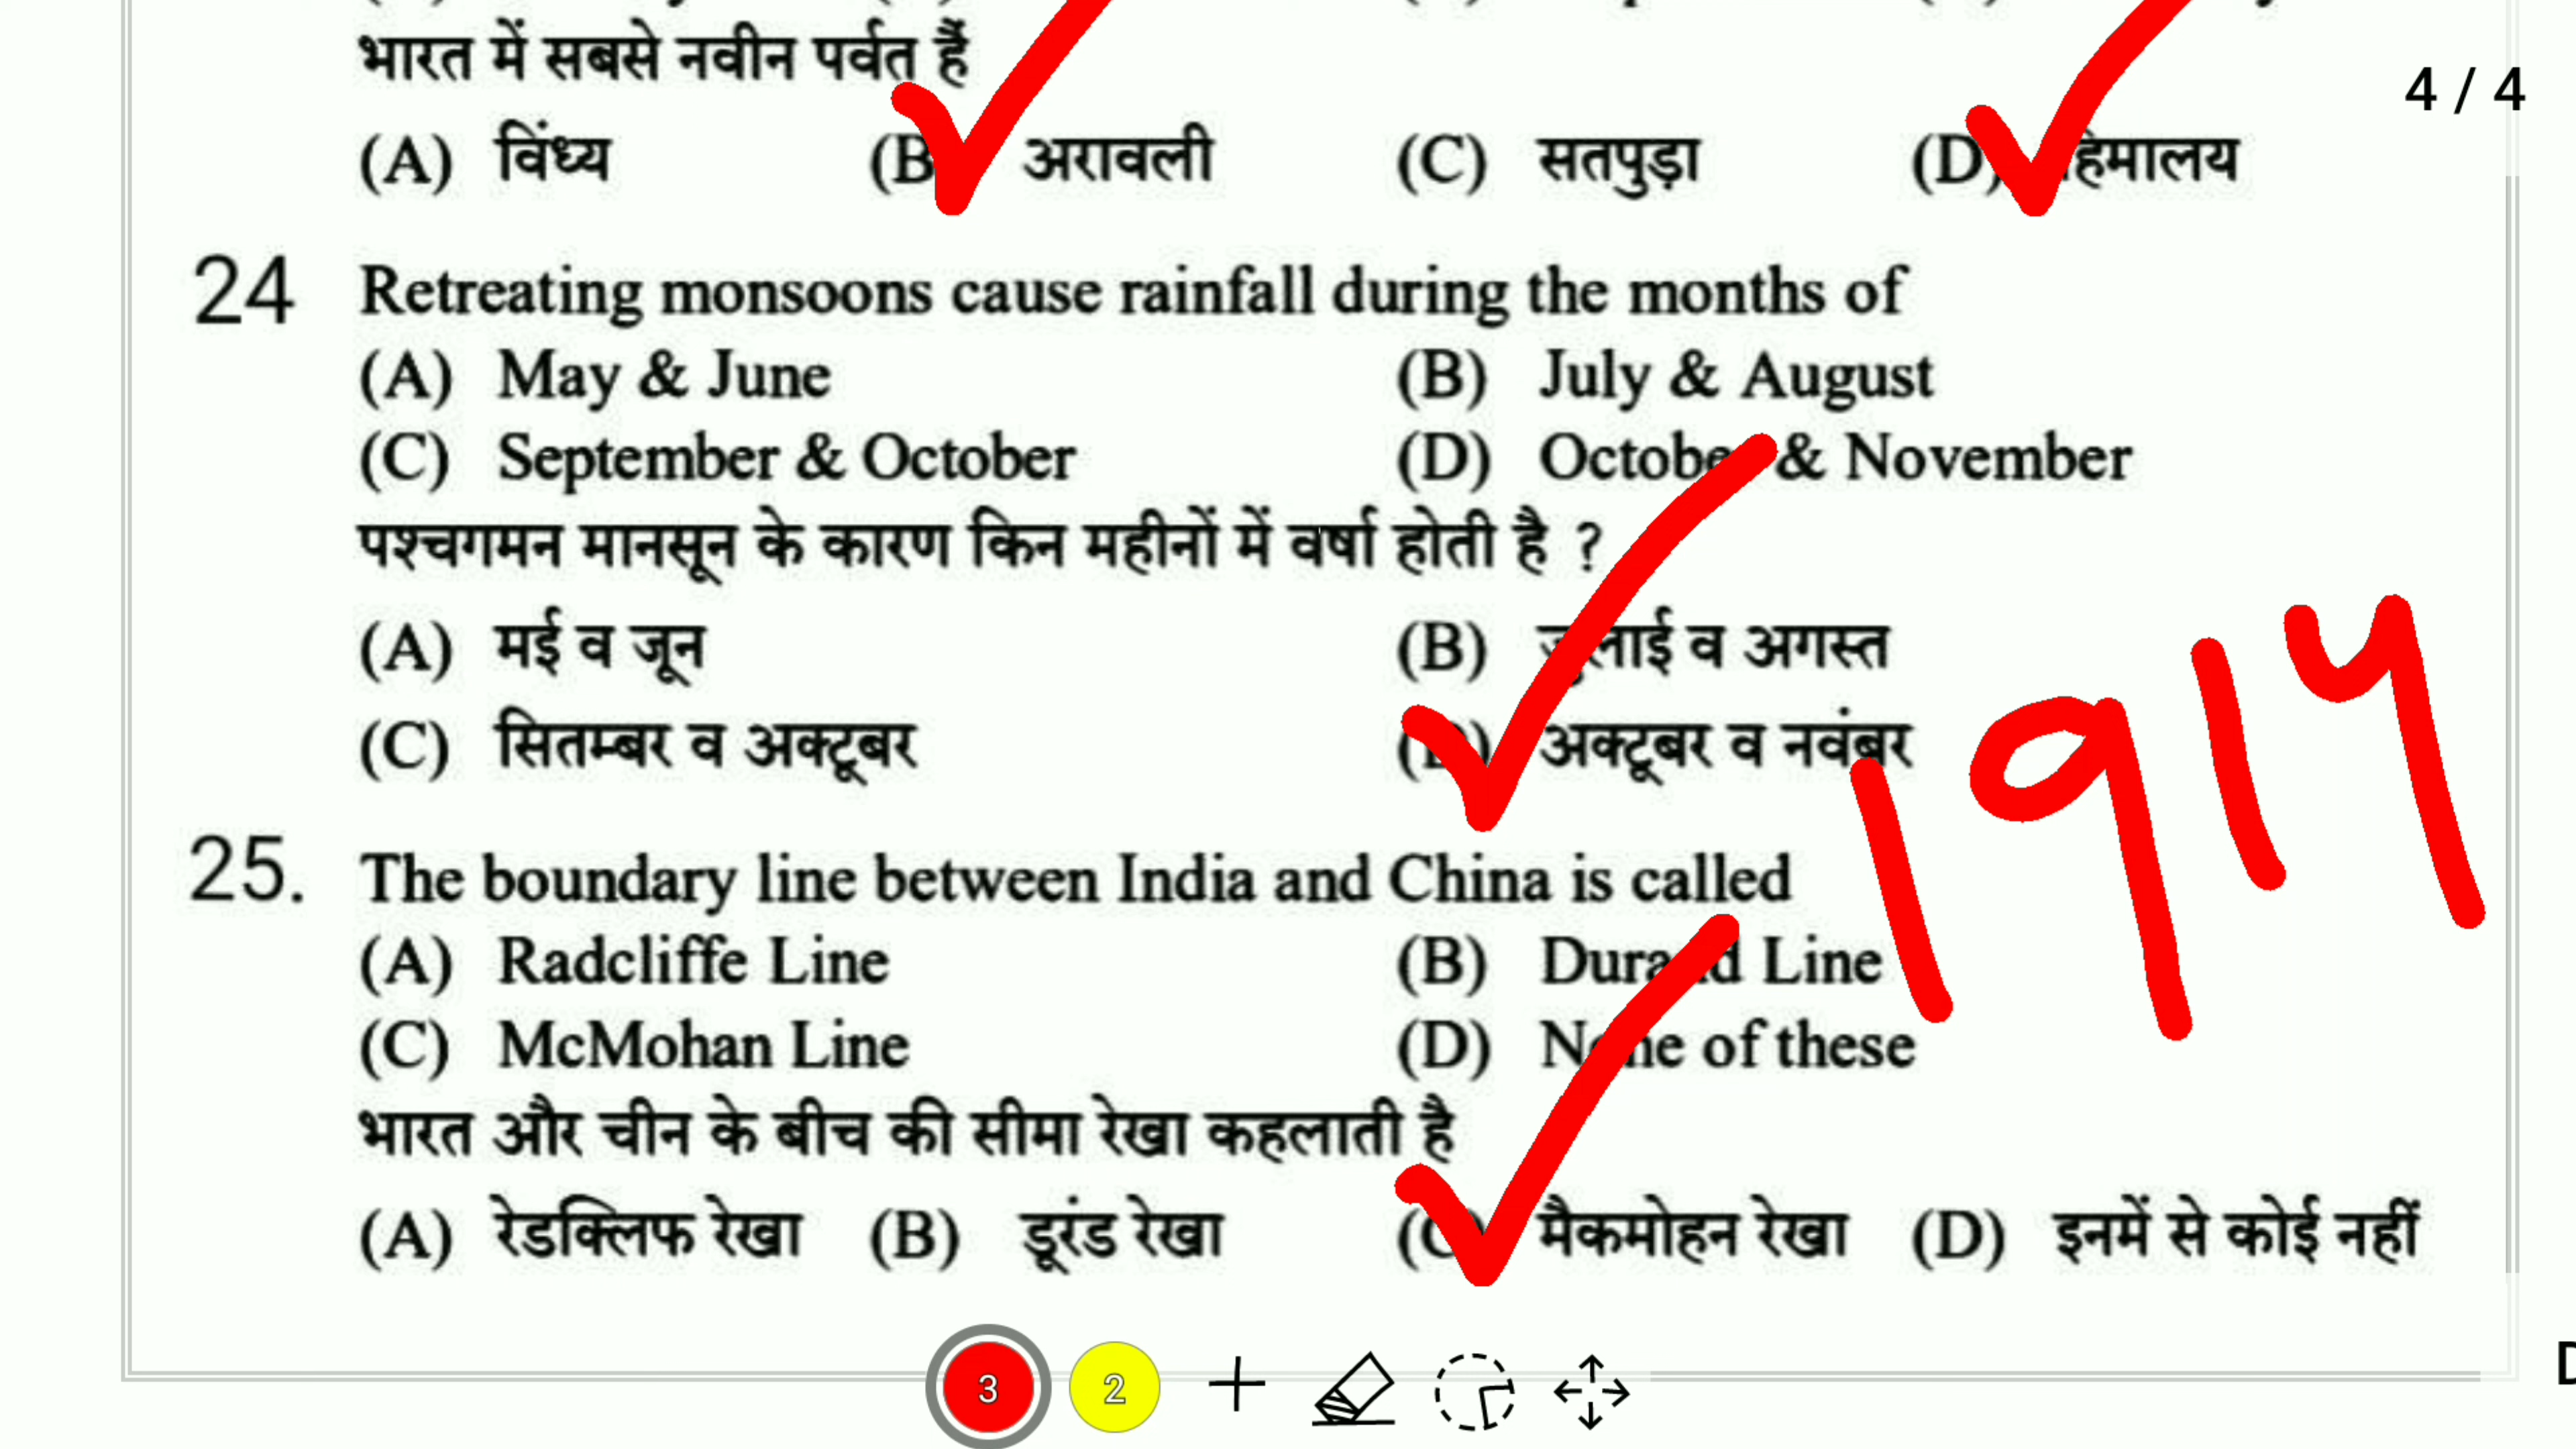 भारत में सबसे नवीन पर्वत हैं
4 / 4
(A) विंध्य (B अरावली (C) सतपुड़ा (D) हिमालय
24 Retreating monsoons cause rainfall during the months of
(A) May & June (B) July & August
(C) September & October (D) October & November
पश्चगमन मानसून के कारण किन महीनों में वर्षा होती है ?
(A) मई व जून (B) जुलाई व अगस्त
(C) सितम्बर व अक्टूबर (D) अक्टूबर व नवंबर
1914
25. The boundary line between India and China is called
(A) Radcliffe Line (B) Durand Line
(C) McMohan Line (D) None of these
भारत और चीन के बीच की सीमा रेखा कहलाती है
(A) रेडक्लिफ रेखा (B) डूरंड रेखा (C) मैकमोहन रेखा (D) इनमें से कोई नहीं
3 2